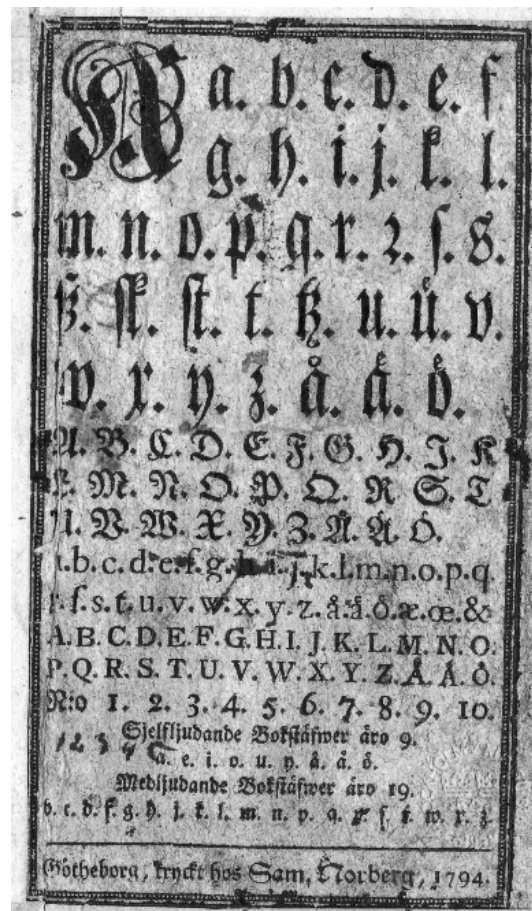 A a. b. c. d. e. f
g. h. i. j. k. l.
m. n. o. p. q. r. ꝛ. ſ. s.
ß. ſk. ſt. t. tz. u. uͤ. v.
w. x. y. z. å. aͤ. oͤ.
A. B. C. D. E. F. G. H. J. K
L. M. N. O. P. Q. R S. T
U. V. W. X. Y. Z. Å. Aͤ. Oͤ.
a.b.c.d.e.f.g.h.i.j.k.l.m.n.o.p.q.
r.ſ.s.t.u.v.w.x.y.z.å.aͤ.oͤ.æ.œ.&
A.B.C.D.E.F.G.H.I.J.K.L.M.N.O.
P.Q.R.S.T.U.V.W.X.Y.Z.Å.Aͤ.Oͤ.
N:o 1. 2. 3. 4. 5. 6. 7. 8. 9. 10.
Sjelfljudande Bokſtäfwer äro 9.
a. e. i. o. u. y. å. aͤ. oͤ.
Medljudande Bokſtäfwer äro 19.
b. c. d. f. g. h. j. k. l. m. n. p. q. r. ſ. t. w. x. z
Götheborg, tryckt hos Sam, Norberg, 1794.